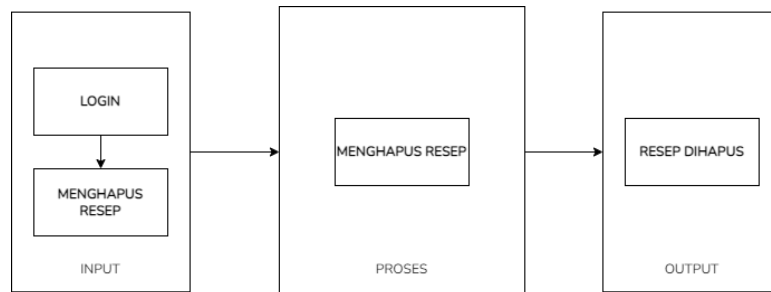 LOGIN
MENGHAPUS
RESEP
INPUT
MENGHAPUS RESEP
PROSES
RESEP DIHAPUS
OUTPUT